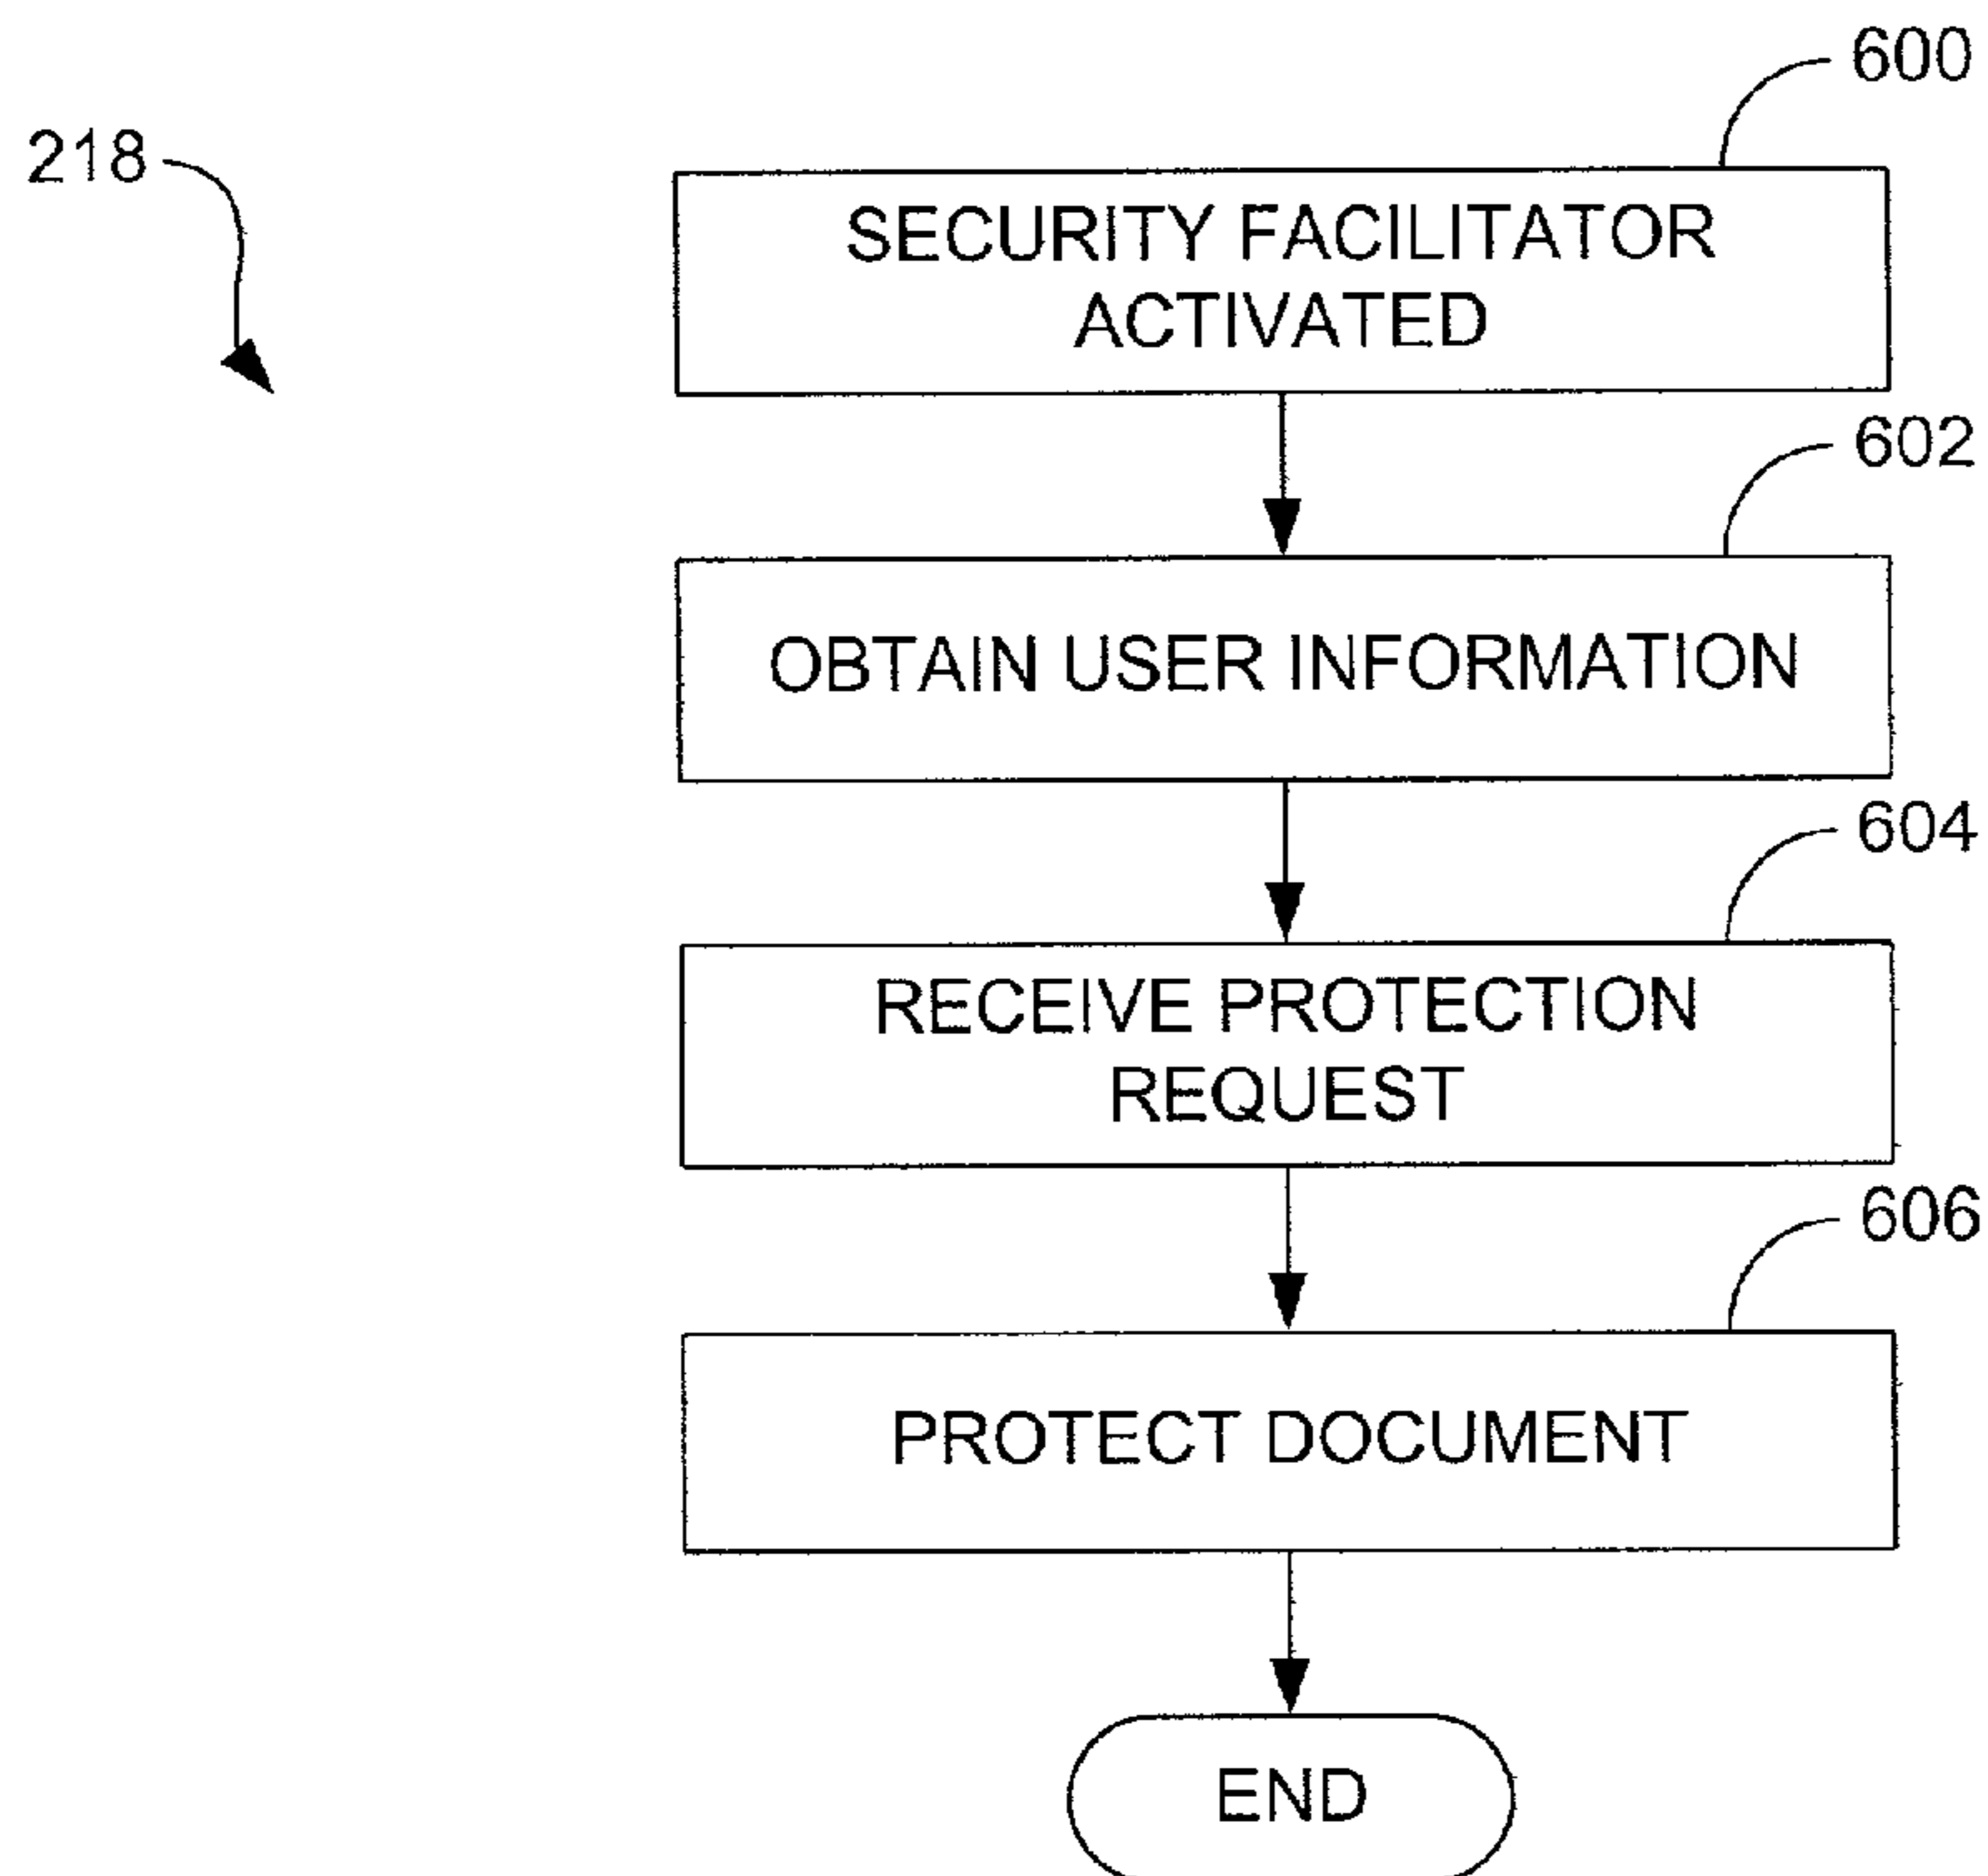 600
218
SECURITY FACILITATOR
ACTIVATED
602
OBTAIN USER INFORMATION
604
RECEIVE PROTECTION
REQUEST
606
PROTECT DOCUMENT
END